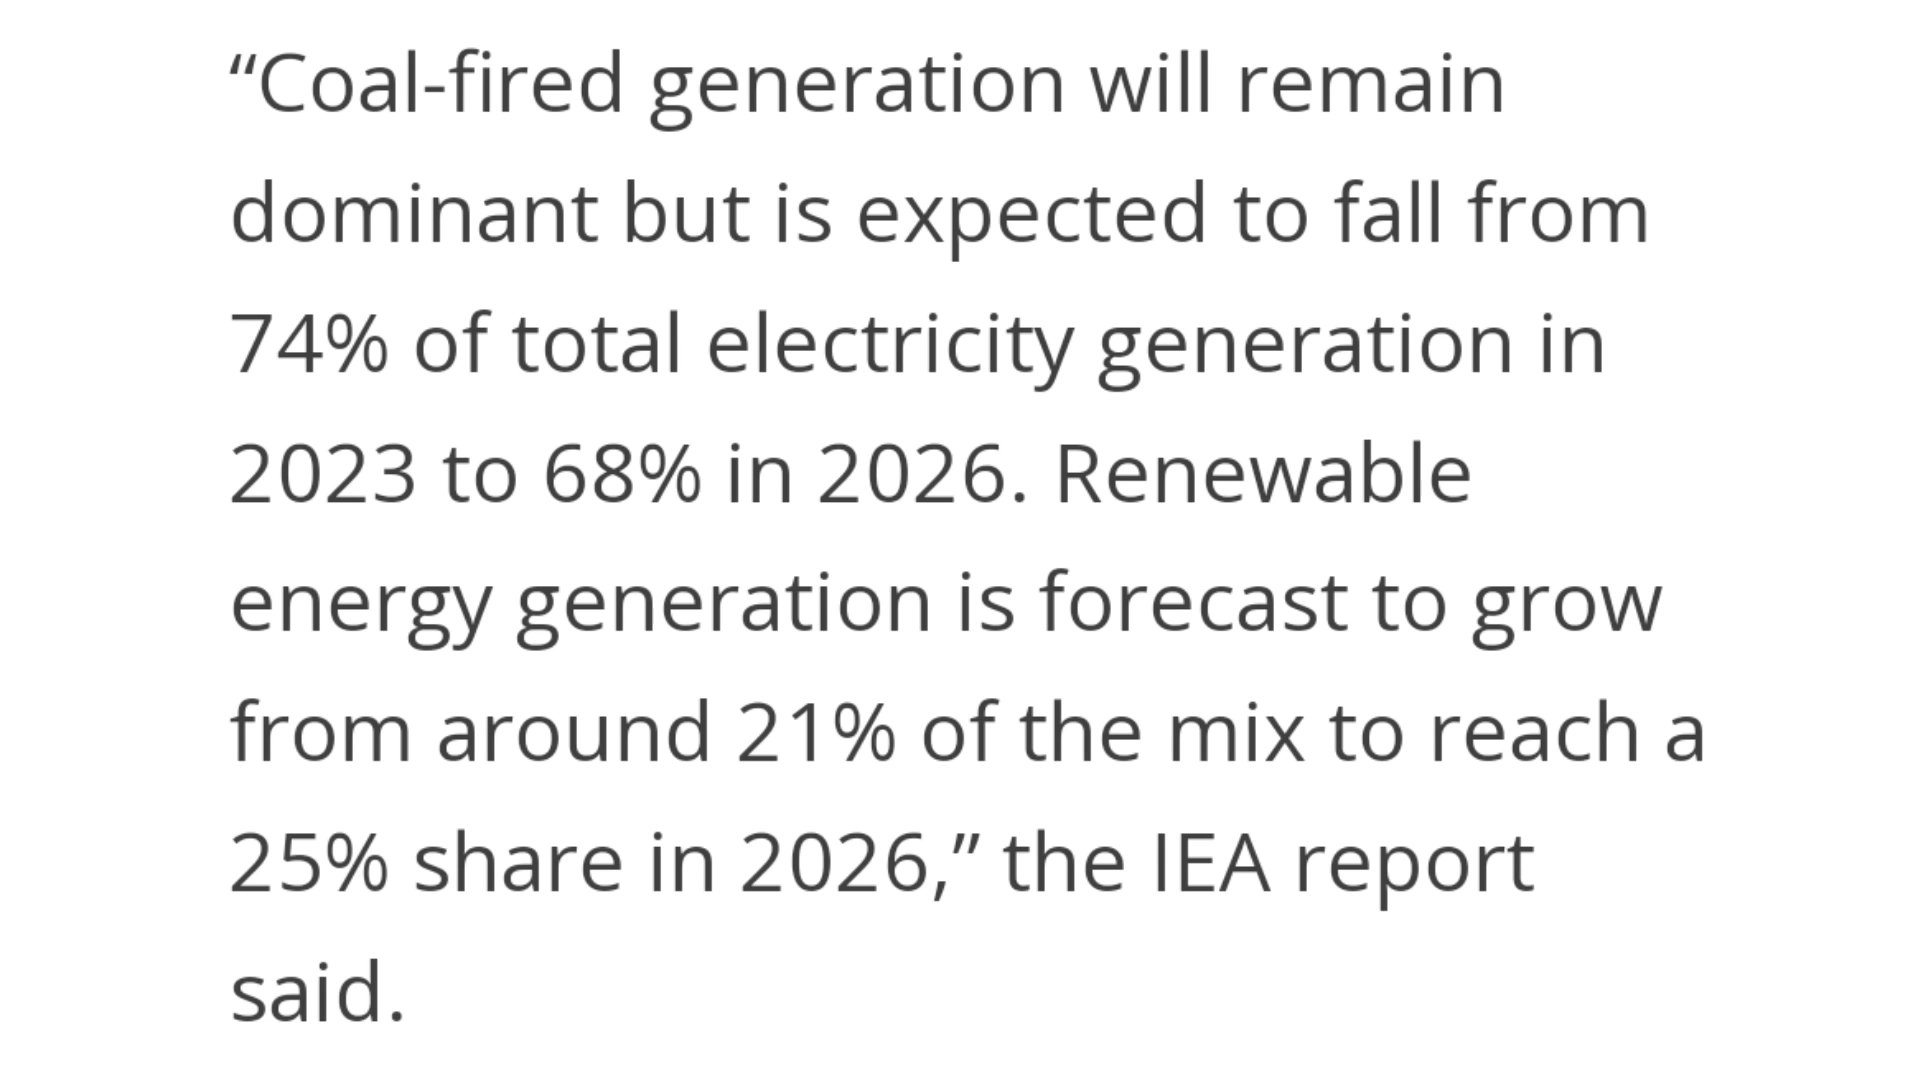 “Coal-fired generation will remain
dominant but is expected to fall from
74% of total electricity generation in
2023 to 68% in 2026. Renewable
energy generation is forecast to grow
from around 21% of the mix to reach a
25% share in 2026,” the IEA report
said.